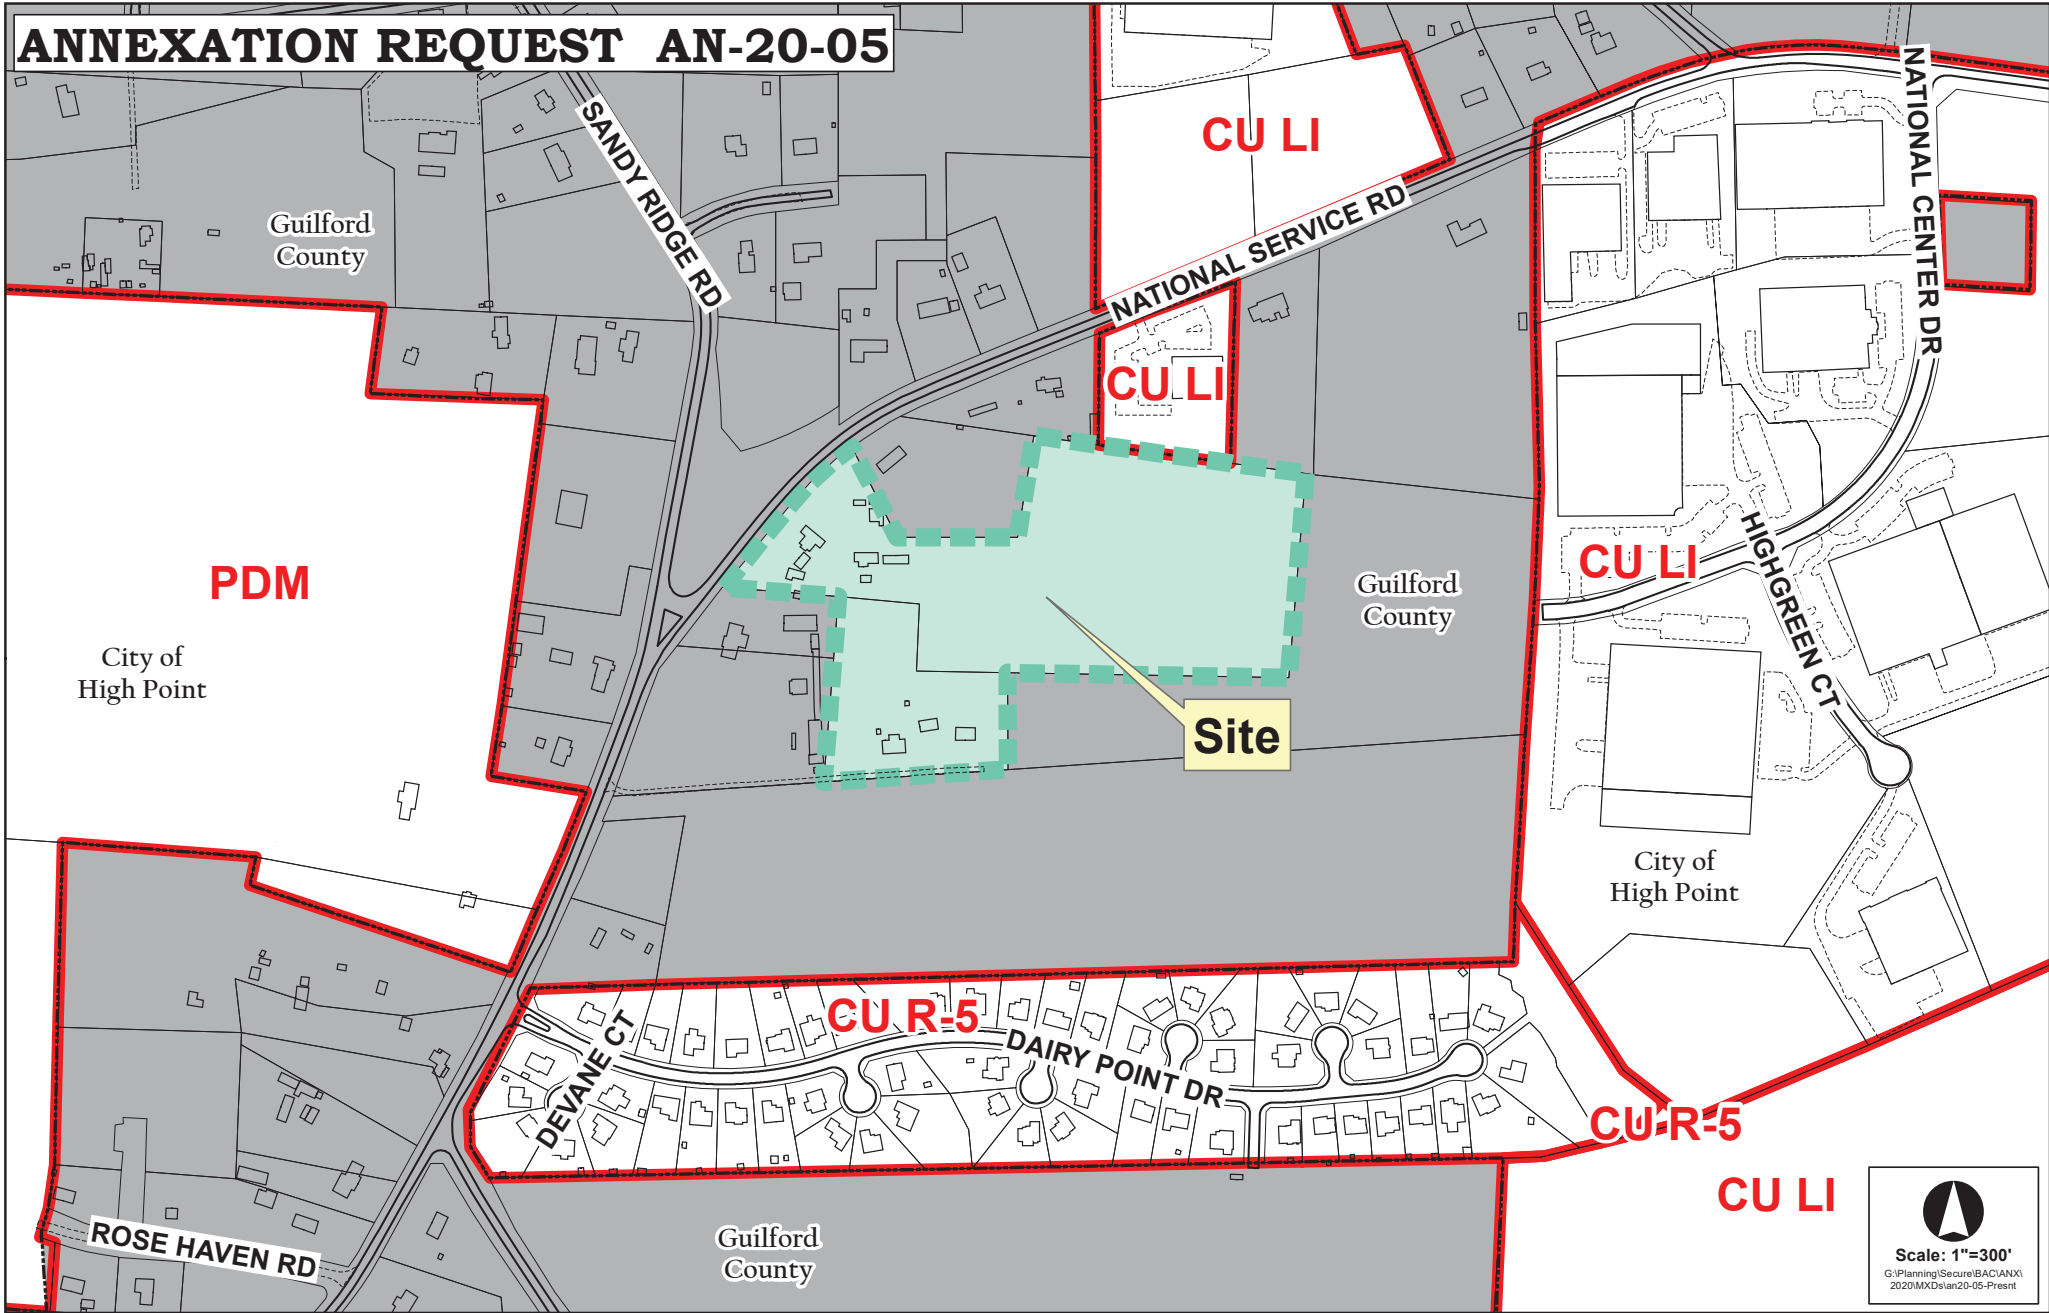 ANNEXATION REQUEST AN-20-05
NATIONAL CENTER DR
SANDY RIDGE RD
CU LI
NATIONAL SERVICE RD
Guilford
County
CU LI
PDM
City of
High Point
Guilford
County
CU LI
HIGHGREEN CT
Site
City of
High Point
CU R-5
DEVANE CT
DAIRY POINT DR
CU R-5
CU LI
ROSE HAVEN RD
Guilford
County
Scale: 1"=300'
G:\Planning\Secure\BAC\ANX\
2020\MXDs\an20-05-Presnt